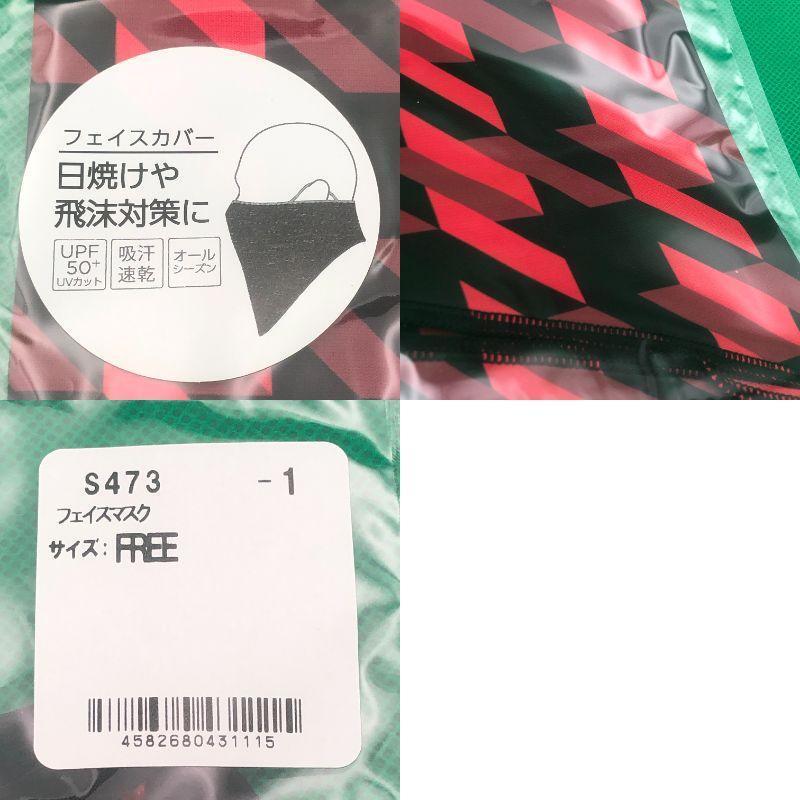 フェイスカバー
日焼けや
飛沫対策に
UPF
50+
UVカット
吸汗
速乾
オール
シーズン
S473 -1
フェイスマスク
サイズ: FREE
4582680431115